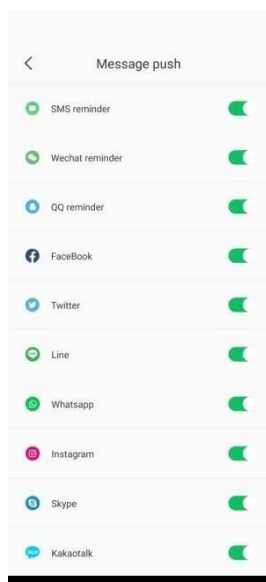 Message push
SMS reminder
Wechat reminder
QQ reminder
FaceBook
Twitter
Line
Whatsapp
Instagram
Skype
Kakaotalk